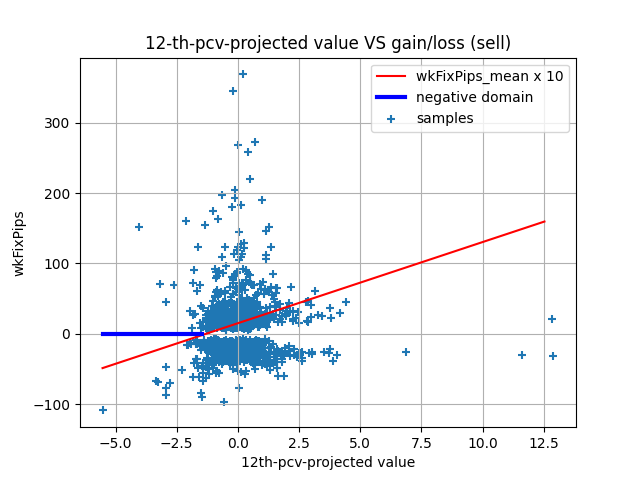 12-th-pcv-projected value VS gain/loss (sell)
wkFixPips_mean x 10
negative domain
samples
wkFixPips
300
200
100
0
−100
−5.0 −2.5 0.0 2.5 5.0 7.5 10.0 12.5
12th-pcv-projected value